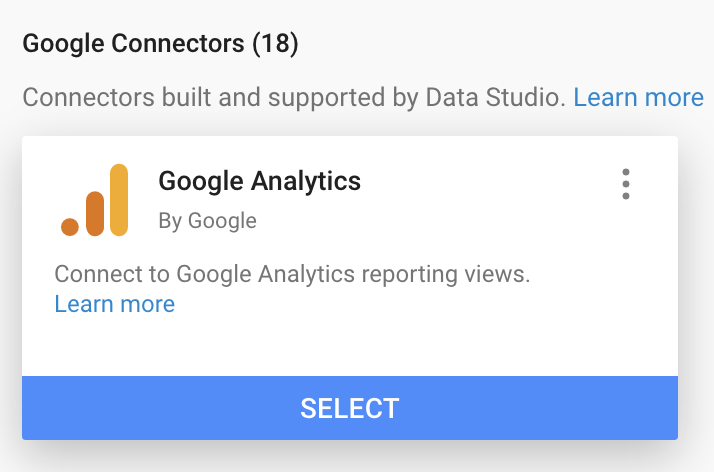 Google Connectors (18)
Connectors built and supported by Data Studio. Learn more
Google Analytics
By Google
Connect to Google Analytics reporting views.
Learn more
SELECT